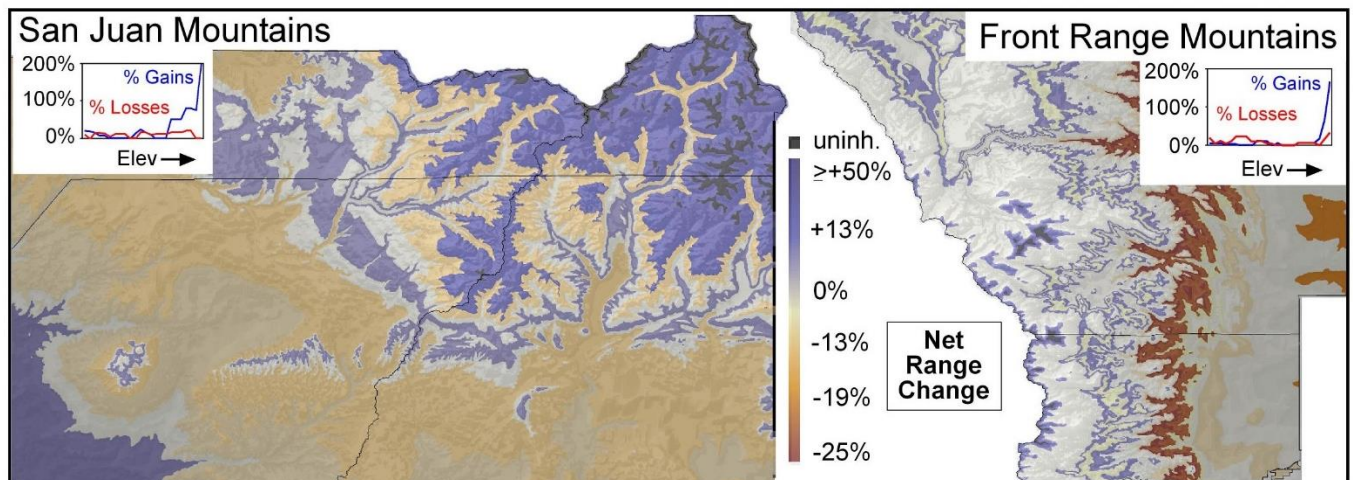 San Juan Mountains
200%
100%
0%
% Gains
% Losses
Elev
uninh.
≥+50%
+13%
0%
-13%
-19%
-25%
Net
Range
Change
Front Range Mountains
200%
100%
0%
% Gains
% Losses
Elev